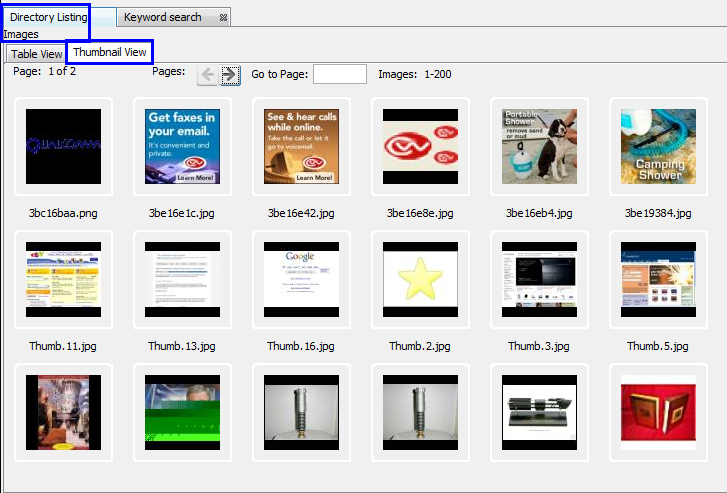 Directory Listing
Keyword search
Images
Table View
Thumbnail View
Page: 1 of 2
Pages:
Go to Page:
Images: 1-200
QUALCOMM
Get faxes in
your email.
It's convenient and
private.
Learn More!
See & hear calls
while online.
Take the call or let it
go to voicemail.
Learn More!
Portable
Shower
remove sand
or mud
Camping
Shower
3bc16baa.png
3be16e1c.jpg
3be16e42.jpg
3be16e8e.jpg
3be16eb4.jpg
3be19384.jpg
ebY
Google
Thumb.11.jpg
Thumb.13.jpg
Thumb.16.jpg
Thumb.2.jpg
Thumb.3.jpg
Thumb.5.jpg